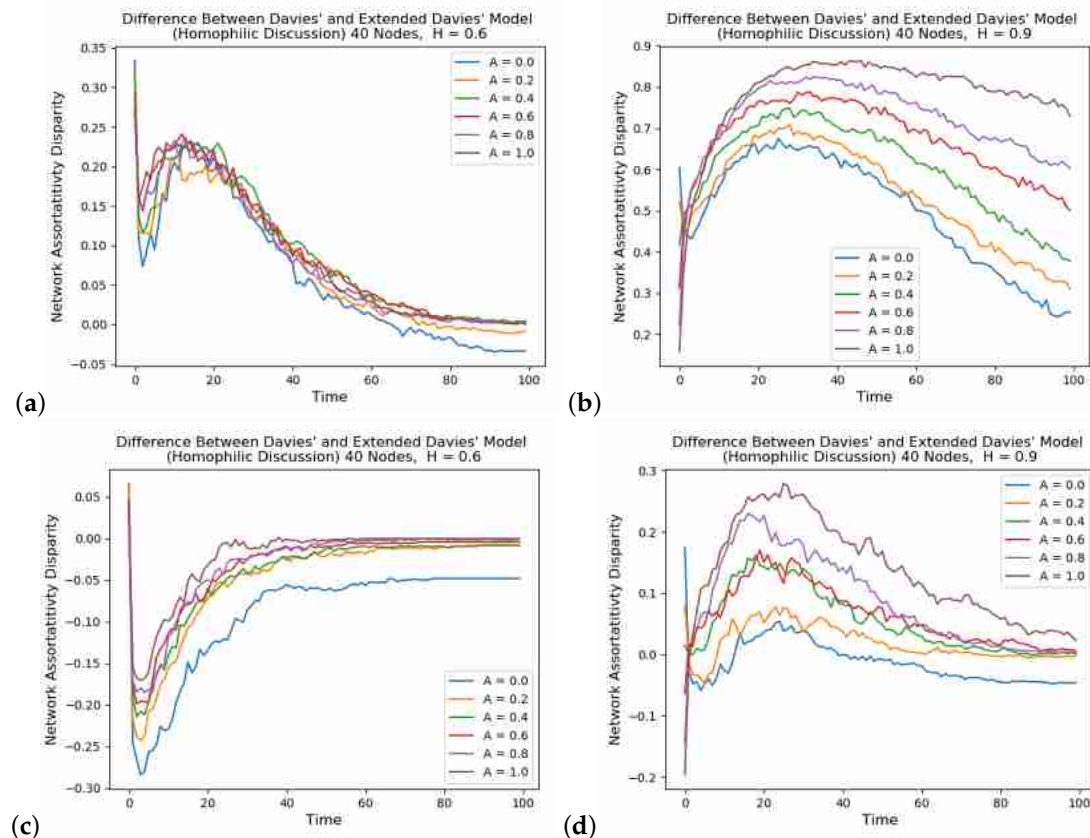 Difference Between Davies' and Extended Davies' Model
(Homophilic Discussion) 40 Nodes, H = 0.6
0.35
0.30
0.25
0.20
0.15
0.10
0.05
0.00
−0.05
Network Assortatitivty Disparity
A = 0.0
A = 0.2
A = 0.4
A = 0.6
A = 0.8
A = 1.0
0 20 40 60 80 100
Time
(a)
Difference Between Davies' and Extended Davies' Model
(Homophilic Discussion) 40 Nodes, H = 0.9
0.9
0.8
0.7
0.6
0.5
0.4
0.3
0.2
Network Assortatitivty Disparity
A = 0.0
A = 0.2
A = 0.4
A = 0.6
A = 0.8
A = 1.0
0 20 40 60 80 100
Time
(b)
Difference Between Davies' and Extended Davies' Model
(Homophilic Discussion) 40 Nodes, H = 0.6
0.05
0.00
−0.05
−0.10
−0.15
−0.20
−0.25
−0.30
Network Assortatitivty Disparity
A = 0.0
A = 0.2
A = 0.4
A = 0.6
A = 0.8
A = 1.0
0 20 40 60 80 100
Time
(c)
Difference Between Davies' and Extended Davies' Model
(Homophilic Discussion) 40 Nodes, H = 0.9
0.3
0.2
0.1
0.0
−0.1
−0.2
Network Assortatitivty Disparity
A = 0.0
A = 0.2
A = 0.4
A = 0.6
A = 0.8
A = 1.0
0 20 40 60 80 100
Time
(d)